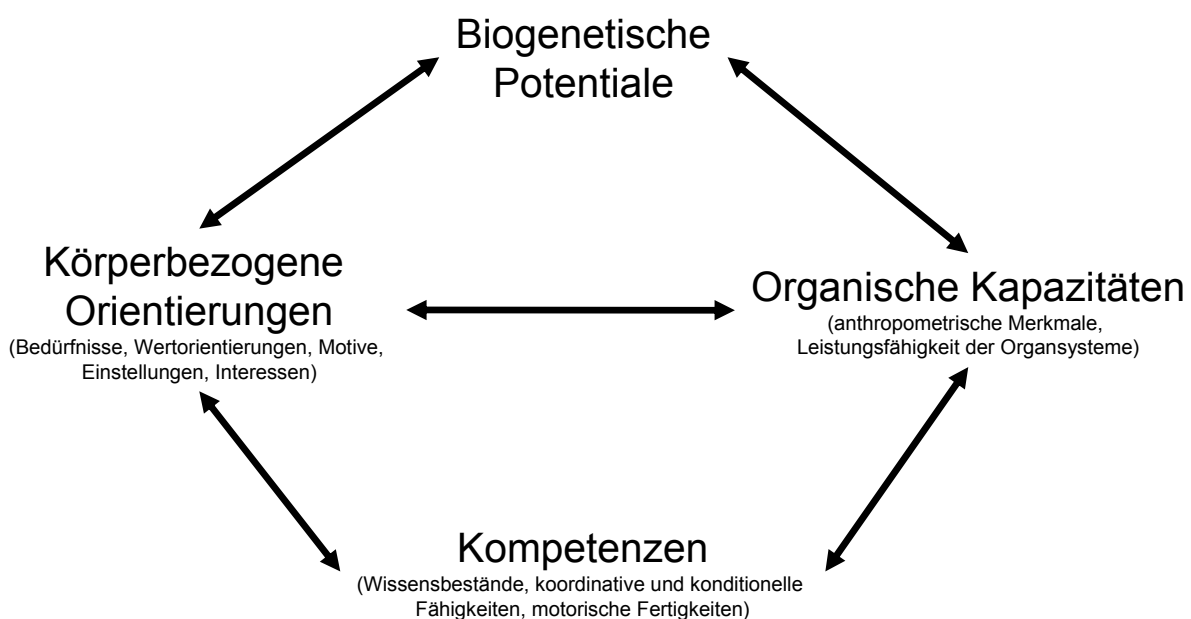 Biogenetische
Potentiale
Körperbezogene
Orientierungen
(Bedürfnisse, Wertorientierungen, Motive,
Einstellungen, Interessen)
Organische Kapazitäten
(anthropometrische Merkmale,
Leistungsfähigkeit der Organsysteme)
Kompetenzen
(Wissensbestände, koordinative und konditionelle
Fähigkeiten, motorische Fertigkeiten)